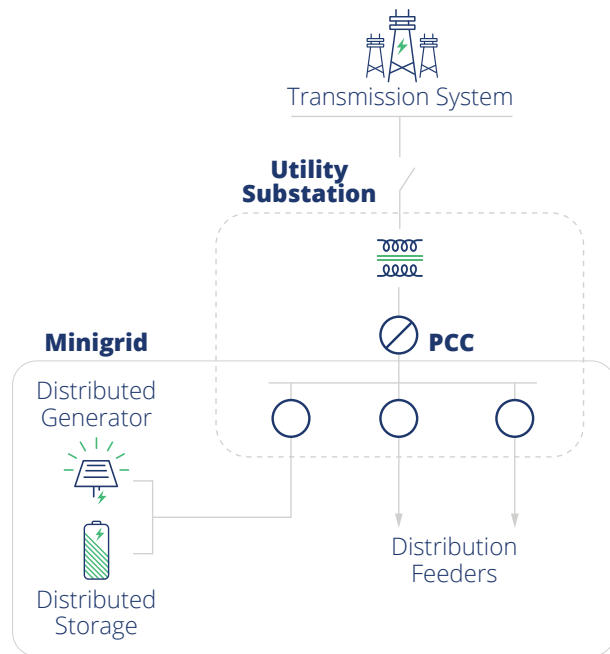 Transmission System
Utility
Substation
Minigrid
PCC
Distributed
Generator
Distribution
Feeders
Distributed
Storage